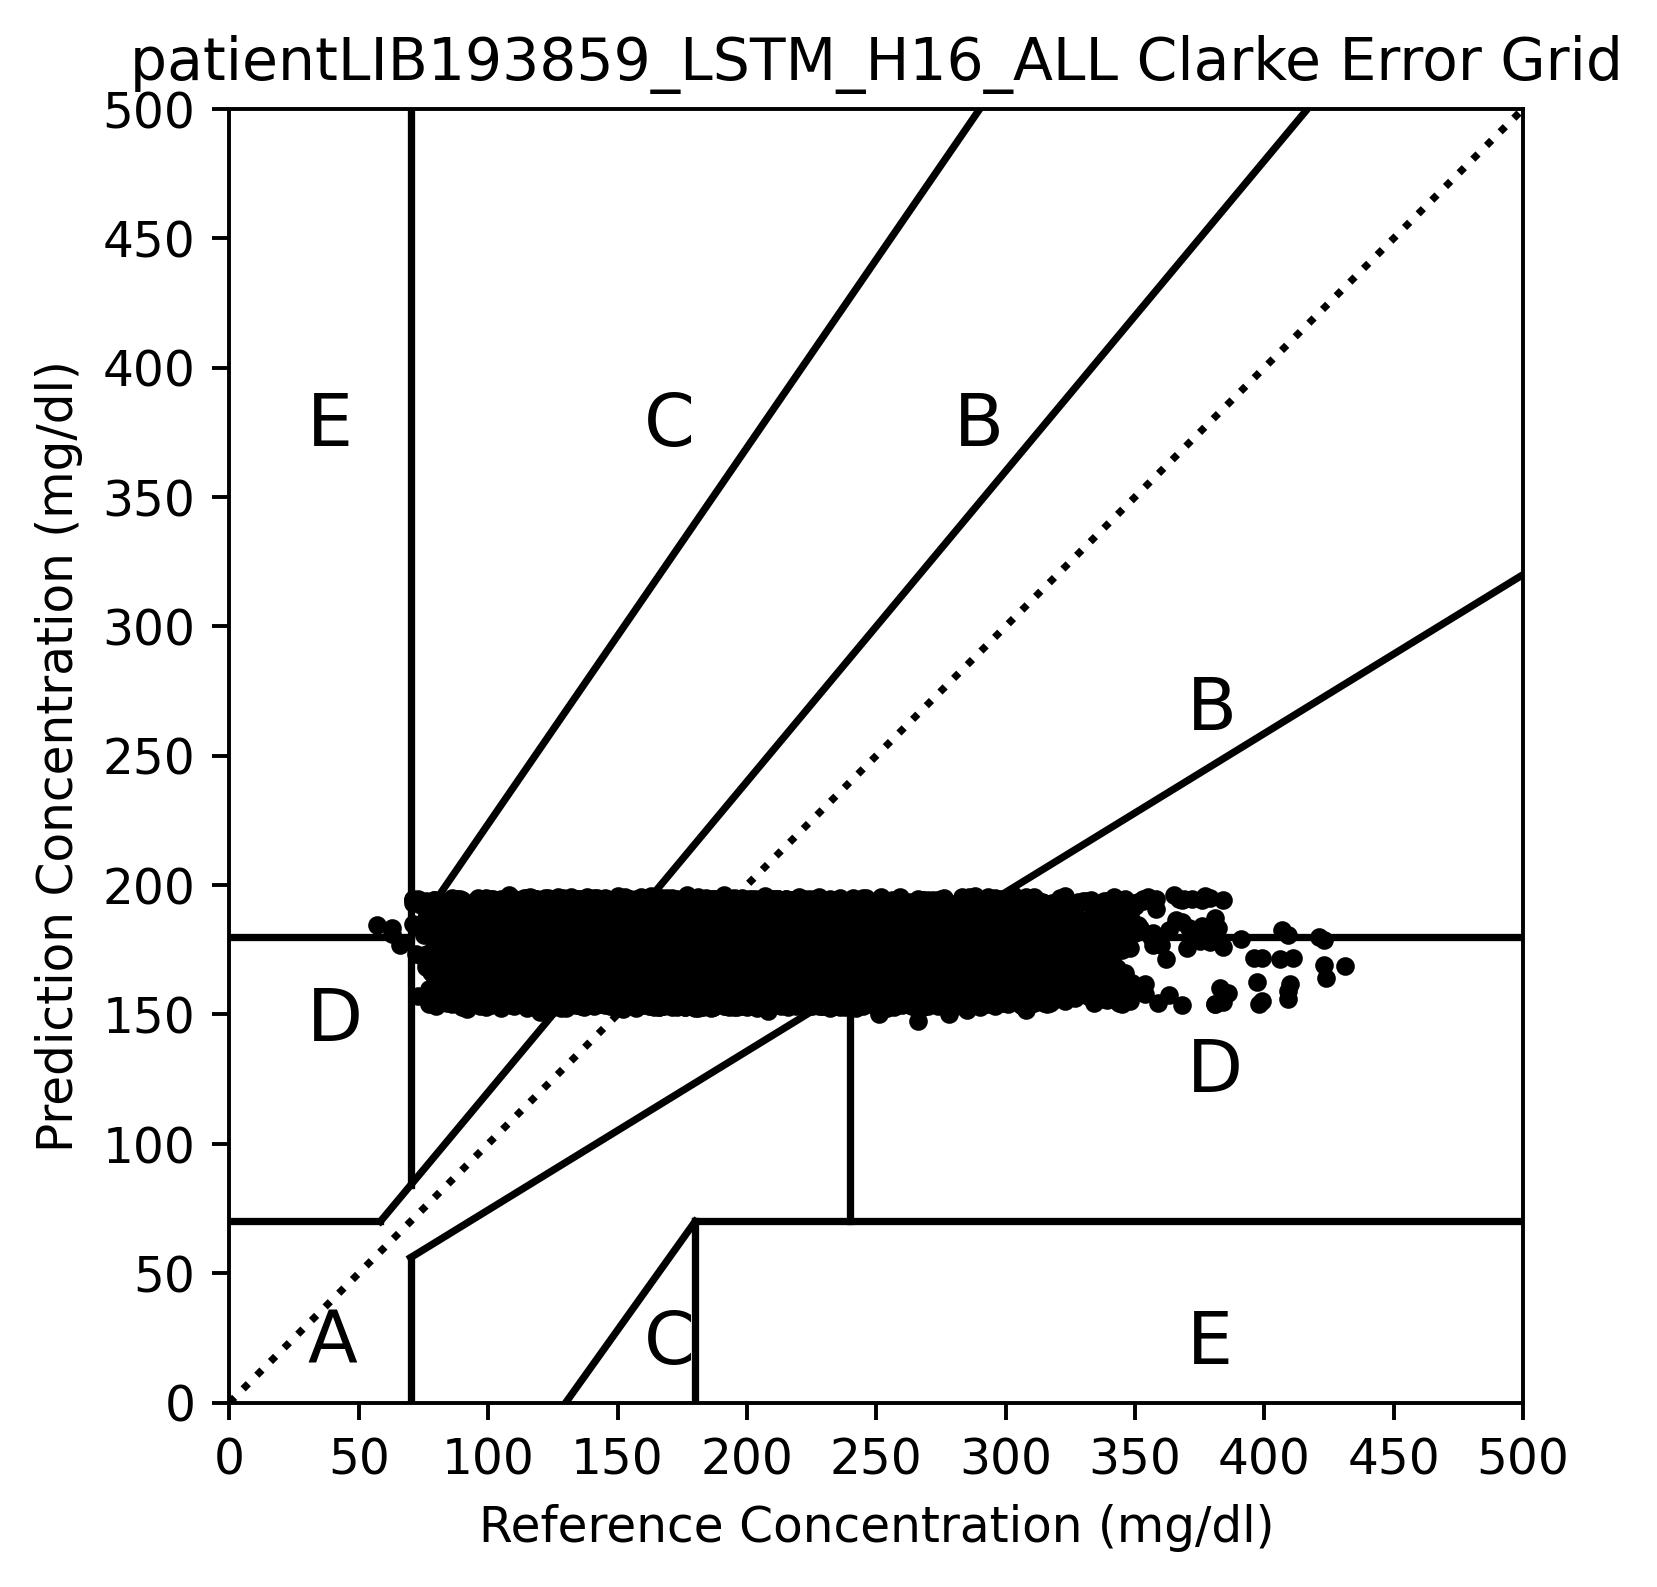 patientLIB193859_LSTM_H16_ALL Clarke Error Grid
500
450
400
350
300
250
200
150
100
50
0
Prediction Concentration (mg/dl)
E
C
B
B
D
D
A
C
E
0 50 100 150 200 250 300 350 400 450 500
Reference Concentration (mg/dl)